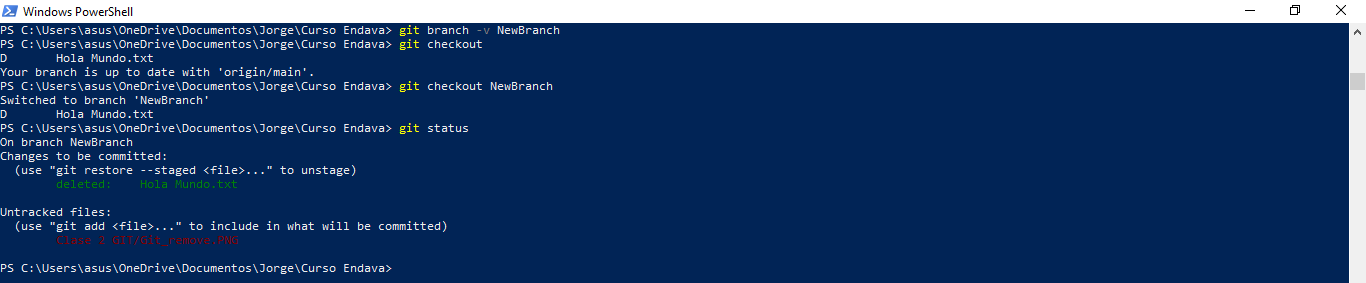 Windows PowerShell
PS C:\Users\asus\OneDrive\Documentos\Jorge\Curso Endava> git branch -v NewBranch
PS C:\Users\asus\OneDrive\Documentos\Jorge\Curso Endava> git checkout
D       Hola Mundo.txt
Your branch is up to date with 'origin/main'.
PS C:\Users\asus\OneDrive\Documentos\Jorge\Curso Endava> git checkout NewBranch
Switched to branch 'NewBranch'
D       Hola Mundo.txt
PS C:\Users\asus\OneDrive\Documentos\Jorge\Curso Endava> git status
On branch NewBranch
Changes to be committed:
  (use "git restore --staged <file>..." to unstage)
        deleted:    Hola Mundo.txt

Untracked files:
  (use "git add <file>..." to include in what will be committed)
        Clase 2 GIT/Git_remove.PNG

PS C:\Users\asus\OneDrive\Documentos\Jorge\Curso Endava>